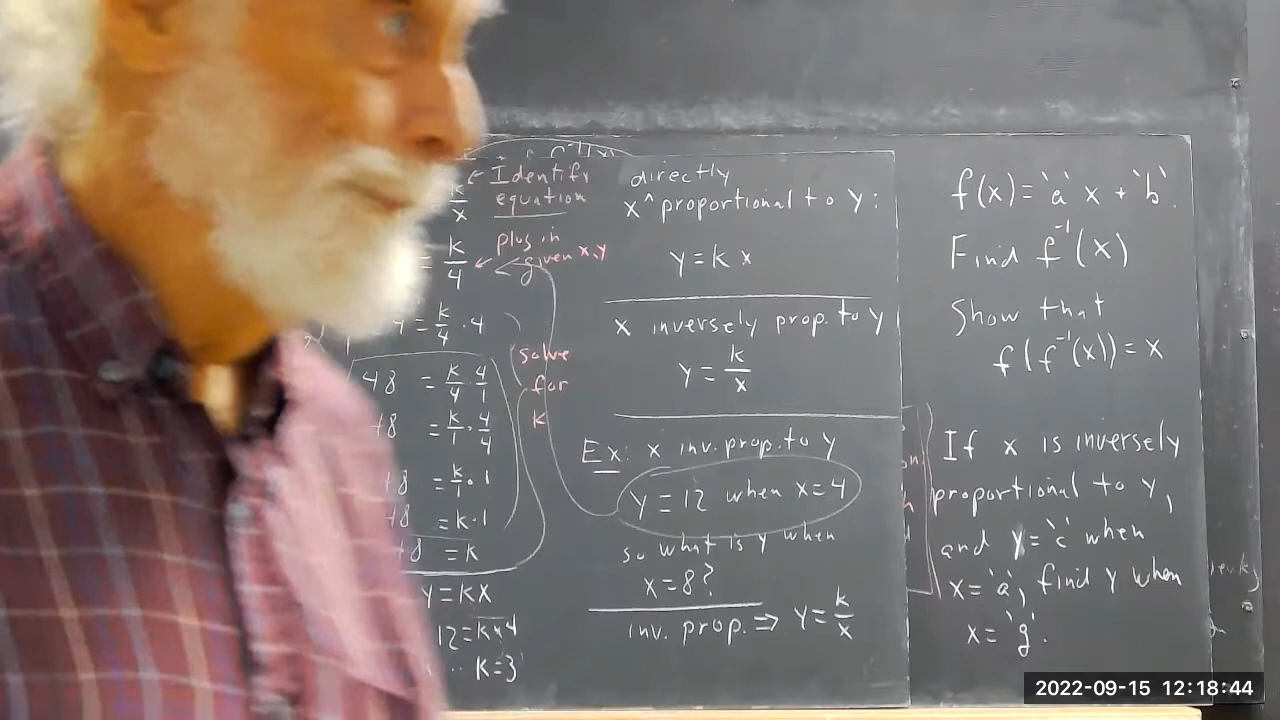 Identify
equation
k/x
plug in
given x, y
= k/4
= k/4 · 4
48 = k/4 · 4/1
48 = k/1 · 4/4
48 = k/1 · 1
48 = k·1
48 = k
solve
for
k
y=kx
12=k·4
... k=3
directly
x^proportional to y:
y=kx
x inversely prop. to y
y = k/x
Ex: x inv. prop. to y
y=12 when x=4
so what is y when
x=8?
inv. prop. ⇒ y = k/x
f(x)='a' x + 'b'.
Find f⁻¹(x)
Show that
f(f⁻¹(x)) = x
If x is inversely
proportional to y,
and y='c' when
x='a', find y when
x='g'.
2022-09-15 12:18:44